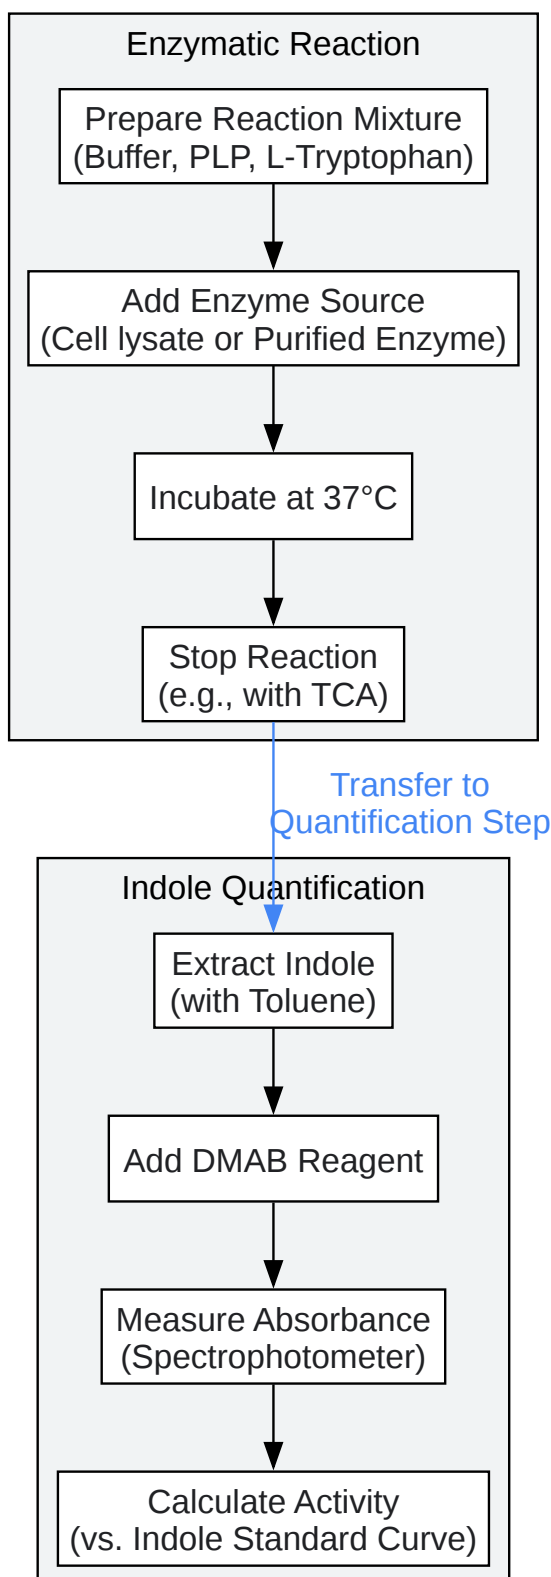 Enzymatic Reaction
Prepare Reaction Mixture
(Buffer, PLP, L-Tryptophan)
Add Enzyme Source
(Cell lysate or Purified Enzyme)
Incubate at 37°C
Stop Reaction
(e.g., with TCA)
Transfer to
Quantification Step
Indole Quantification
Extract Indole
(with Toluene)
Add DMAB Reagent
Measure Absorbance
(Spectrophotometer)
Calculate Activity
(vs. Indole Standard Curve)